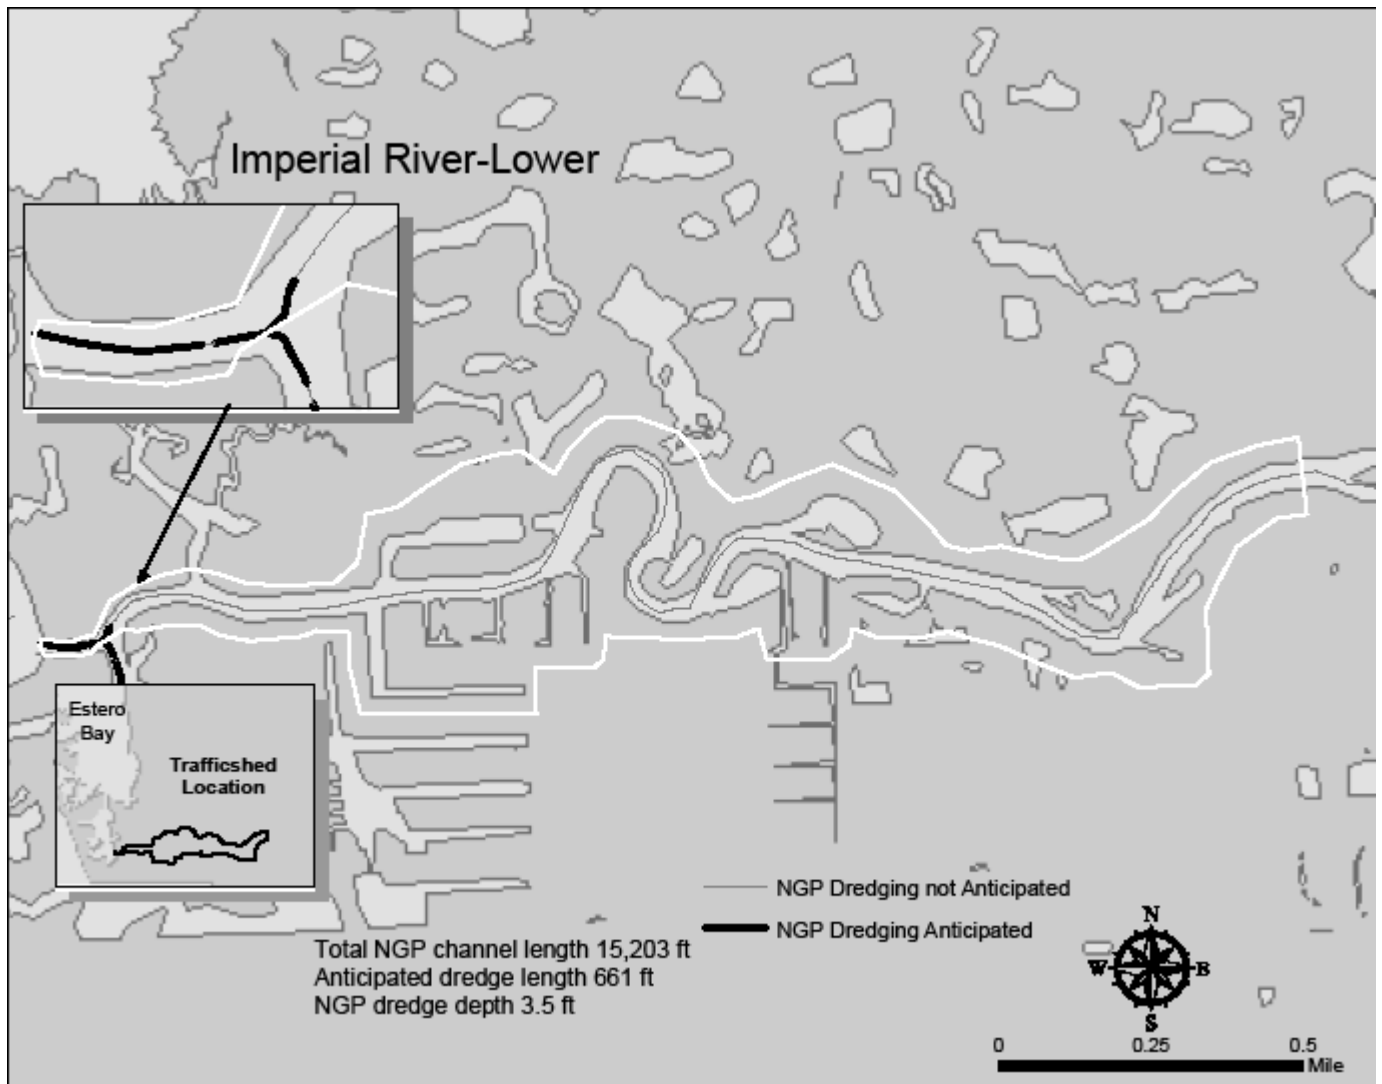 Imperial River-Lower
Estero
Bay
Trafficshed
Location
NGP Dredging not Anticipated
NGP Dredging Anticipated
Total NGP channel length 15,203 ft
Anticipated dredge length 661 ft
NGP dredge depth 3.5 ft
N
W
E
S
0 0.25 0.5
Mile